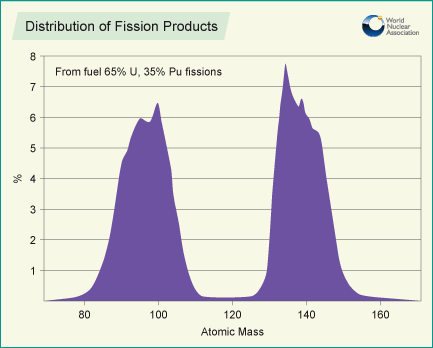 Distribution of Fission Products
World
Nuclear
Association
From fuel 65% U, 35% Pu fissions
8
7
6
5
4
3
2
1
%
80 100 120 140 160
Atomic Mass